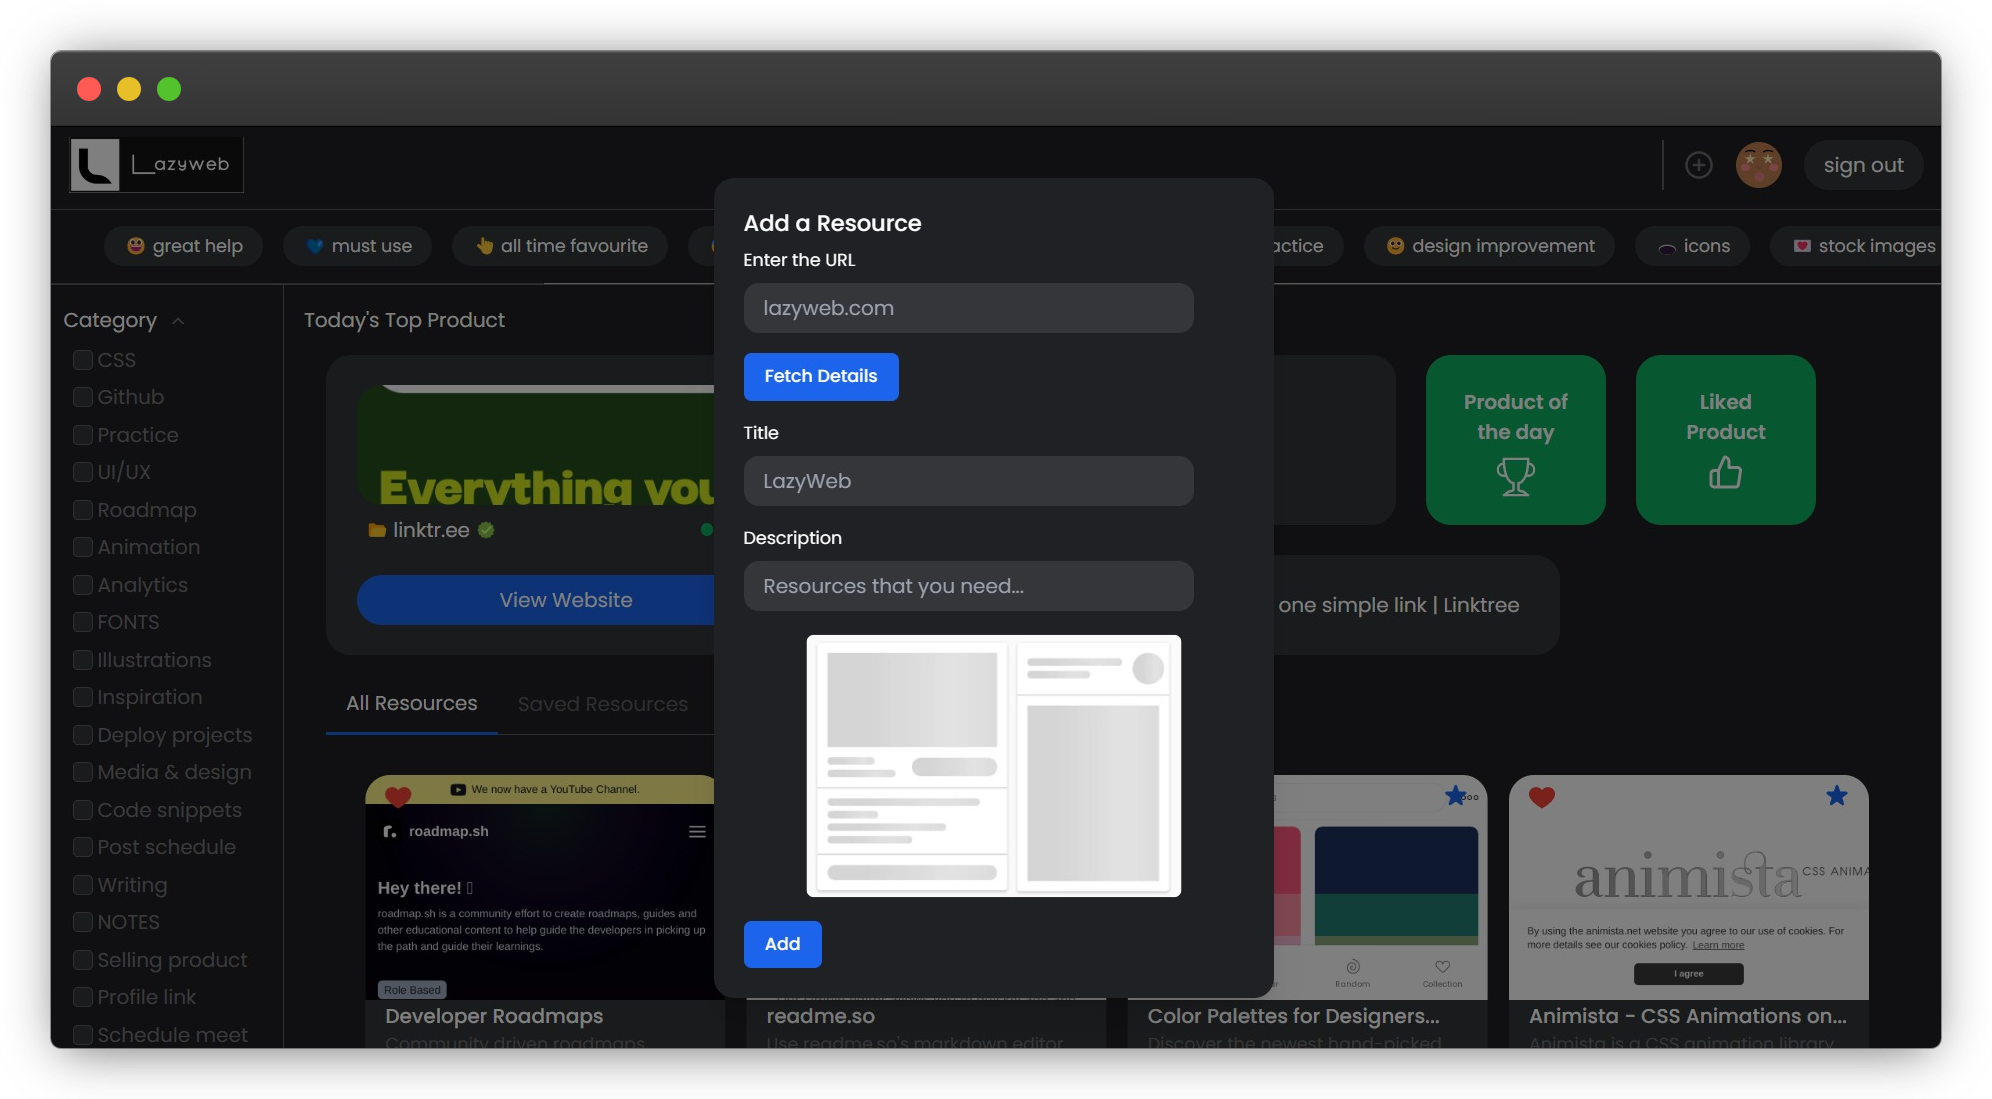 Lazyweb
sign out
great help
must use
all time favourite
actice
design improvement
icons
stock images
Category
CSS
Github
Practice
UI/UX
Roadmap
Animation
Analytics
FONTS
Illustrations
Inspiration
Deploy projects
Media & design
Code snippets
Post schedule
Writing
NOTES
Selling product
Profile link
Schedule meet
Today's Top Product
Everything you
linktr.ee
View Website
Product of
the day
Liked
Product
one simple link | Linktree
All Resources
Saved Resources
Add a Resource
Enter the URL
lazyweb.com
Fetch Details
Title
LazyWeb
Description
Resources that you need...
Add
We now have a YouTube Channel.
roadmap.sh
Hey there!
roadmap.sh is a community effort to create roadmaps, guides and
other educational content to help guide the developers in picking up
the path and guide their learnings.
Role Based
Developer Roadmaps
Community driven roadmaps,
readme.so
Use readme.so's markdown editor
Random
Collection
Color Palettes for Designers...
Discover the newest hand-picked
animista
CSS ANIMA
By using the animista.net website you agree to our use of cookies. For
more details see our cookies policy. Learn more
I agree
Animista - CSS Animations on...
Animista is a CSS animation library